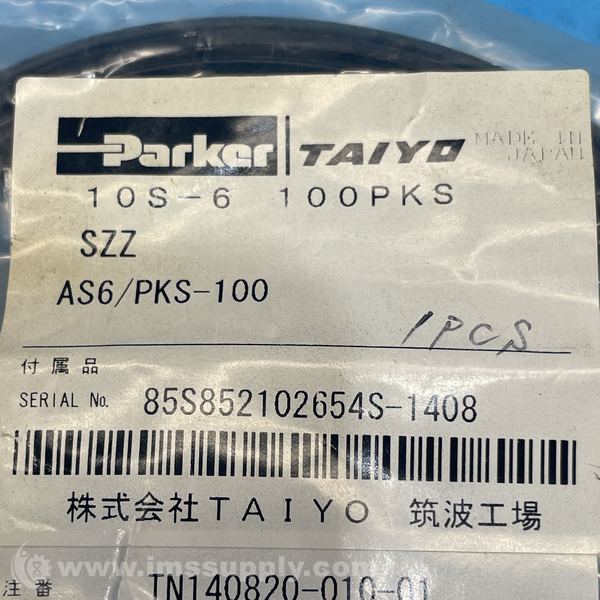 Parker TAIYO MADE IN JAPAN
10S-6 100PKS
SZZ
AS6/PKS-100
1PCS
付属品
SERIAL No. 85S852102654S-1408
株式会社TAIYO 筑波工場
www.imssupply.com
注番 TN140820-010-01